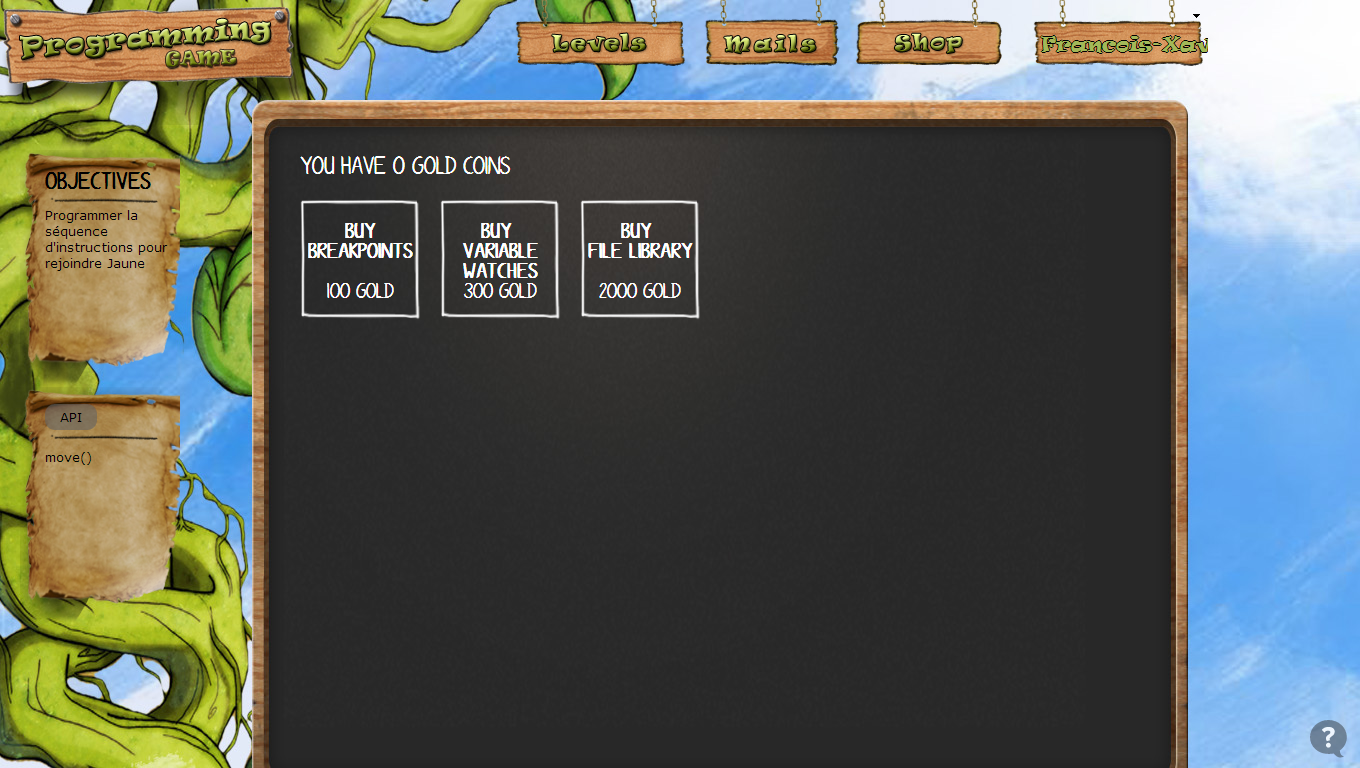 Programming
GAME
Levels
Mails
Shop
Francois-Xav
OBJECTIVES
Programmer la
séquence
d'instructions pour
rejoindre Jaune
API
move()
YOU HAVE 0 GOLD COINS
BUY
BREAKPOINTS
100 GOLD
BUY
VARIABLE
WATCHES
300 GOLD
BUY
FILE LIBRARY
2000 GOLD
?